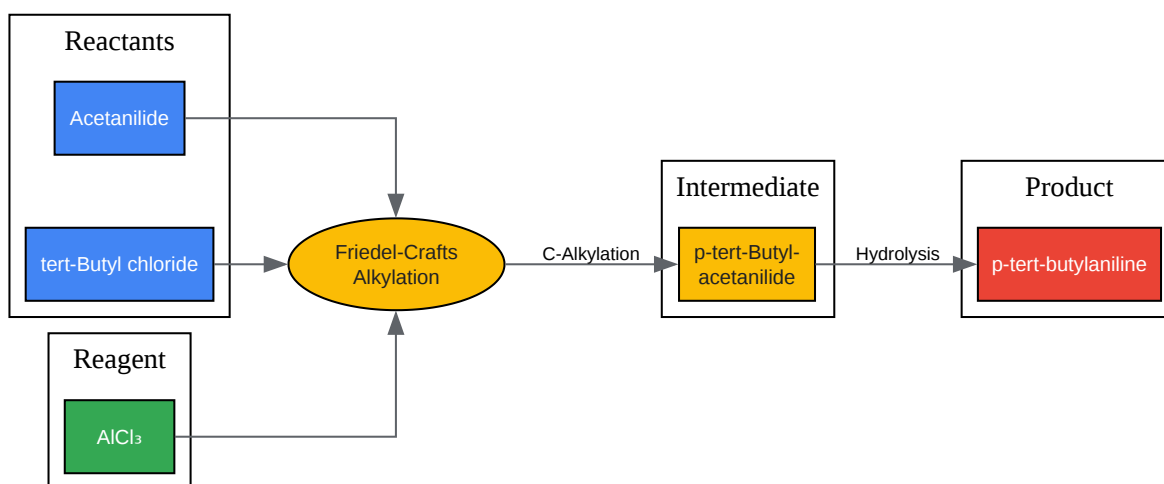 Reactants
Acetanilide
tert-Butyl chloride
Reagent
AlCl₃
Friedel-Crafts
Alkylation
C-Alkylation
Intermediate
p-tert-Butyl-
acetanilide
Hydrolysis
Product
p-tert-butylaniline